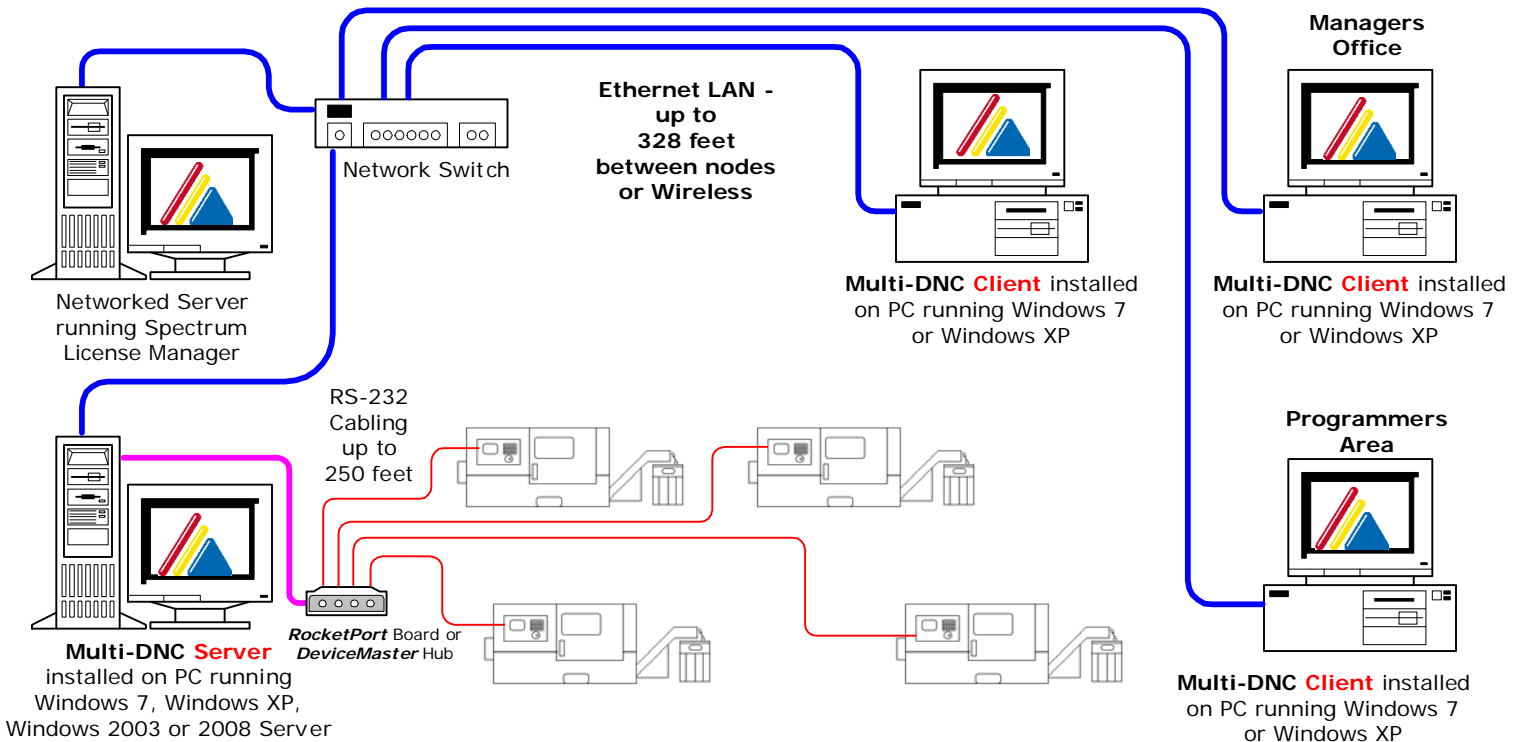 Managers
Office
Ethernet LAN -
up to
328 feet
between nodes
or Wireless
Network Switch
Networked Server
running Spectrum
License Manager
Multi-DNC Client installed
on PC running Windows 7
or Windows XP
Multi-DNC Client installed
on PC running Windows 7
or Windows XP
RS-232
Cabling
up to
250 feet
Programmers
Area
RocketPort Board or
DeviceMaster Hub
Multi-DNC Server
installed on PC running
Windows 7, Windows XP,
Windows 2003 or 2008 Server
Multi-DNC Client installed
on PC running Windows 7
or Windows XP